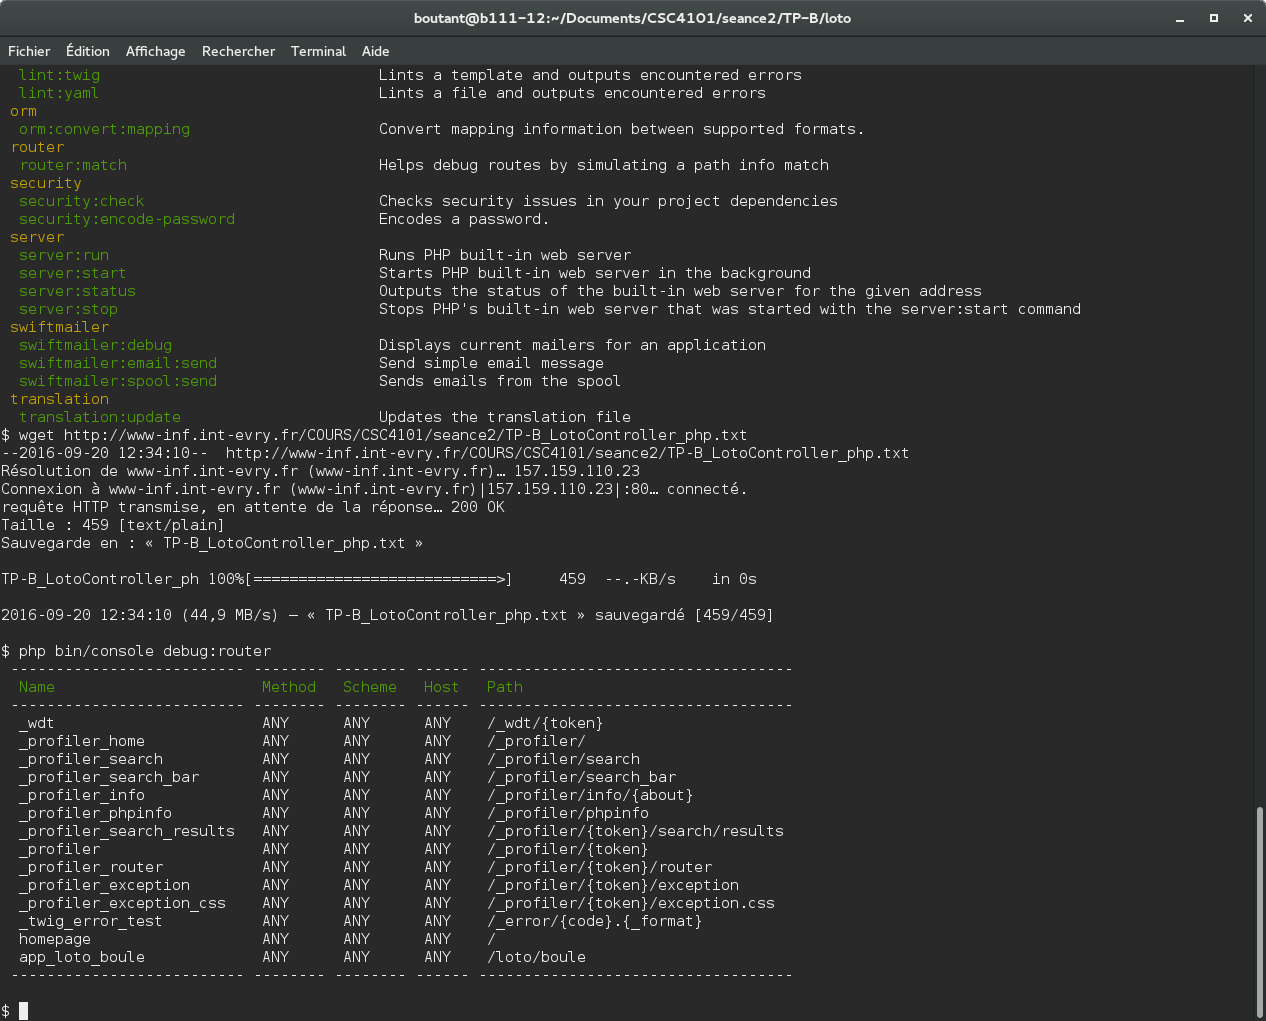 boutant@b111-12:~/Documents/CSC4101/seance2/TP-B/loto
Fichier Édition Affichage Rechercher Terminal Aide
lint:twig Lints a template and outputs encountered errors
lint:yaml Lints a file and outputs encountered errors
orm
orm:convert:mapping Convert mapping information between supported formats.
router
router:match Helps debug routes by simulating a path info match
security
security:check Checks security issues in your project dependencies
security:encode-password Encodes a password.
server
server:run Runs PHP built-in web server
server:start Starts PHP built-in web server in the background
server:status Outputs the status of the built-in web server for the given address
server:stop Stops PHP's built-in web server that was started with the server:start command
swiftmailer
swiftmailer:debug Displays current mailers for an application
swiftmailer:email:send Send simple email message
swiftmailer:spool:send Sends emails from the spool
translation
translation:update Updates the translation file
$ wget http://www-inf.int-evry.fr/COURS/CSC4101/seance2/TP-B_LotoController_php.txt
--2016-09-20 12:34:10-- http://www-inf.int-evry.fr/COURS/CSC4101/seance2/TP-B_LotoController_php.txt
Résolution de www-inf.int-evry.fr (www-inf.int-evry.fr)… 157.159.110.23
Connexion à www-inf.int-evry.fr (www-inf.int-evry.fr)|157.159.110.23|:80… connecté.
requête HTTP transmise, en attente de la réponse… 200 OK
Taille : 459 [text/plain]
Sauvegarde en : « TP-B_LotoController_php.txt »
TP-B_LotoController_ph 100%[===========================>] 459 --.-KB/s in 0s
2016-09-20 12:34:10 (44,9 MB/s) — « TP-B_LotoController_php.txt » sauvegardé [459/459]
$ php bin/console debug:router
-------------------------- -------- -------- ------ -----------------------------------
Name Method Scheme Host Path
-------------------------- -------- -------- ------ -----------------------------------
_wdt ANY ANY ANY /_wdt/{token}
_profiler_home ANY ANY ANY /_profiler/
_profiler_search ANY ANY ANY /_profiler/search
_profiler_search_bar ANY ANY ANY /_profiler/search_bar
_profiler_info ANY ANY ANY /_profiler/info/{about}
_profiler_phpinfo ANY ANY ANY /_profiler/phpinfo
_profiler_search_results ANY ANY ANY /_profiler/{token}/search/results
_profiler ANY ANY ANY /_profiler/{token}
_profiler_router ANY ANY ANY /_profiler/{token}/router
_profiler_exception ANY ANY ANY /_profiler/{token}/exception
_profiler_exception_css ANY ANY ANY /_profiler/{token}/exception.css
_twig_error_test ANY ANY ANY /_error/{code}.{_format}
homepage ANY ANY ANY /
app_loto_boule ANY ANY ANY /loto/boule
-------------------------- -------- -------- ------ -----------------------------------
$